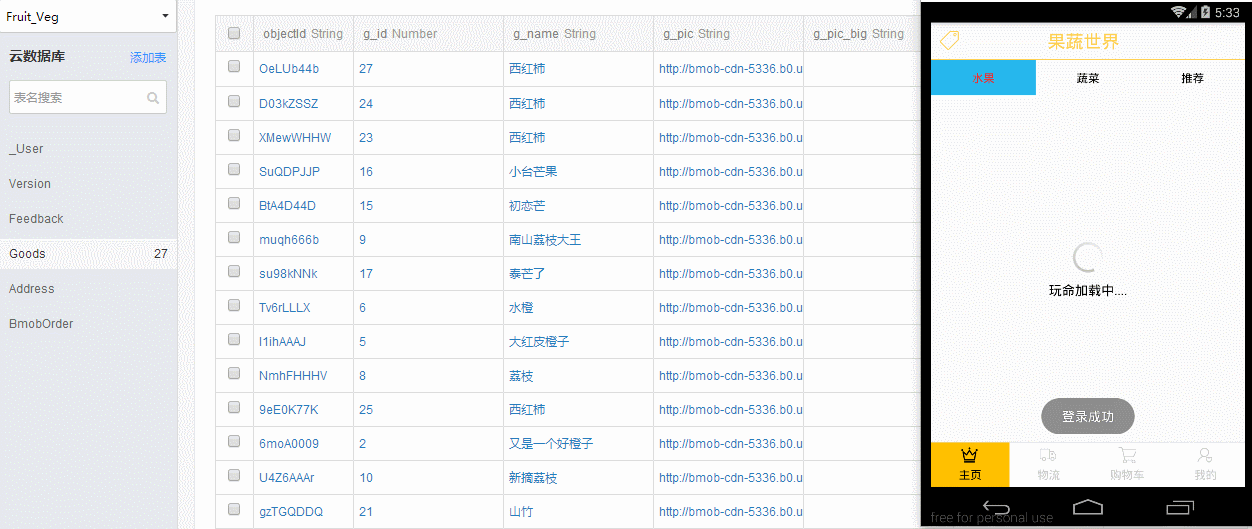 Fruit_Veg
云数据库 添加表
表名搜索
_User
Version
Feedback
Goods 27
Address
BmobOrder
objectId String g_id Number g_name String g_pic String g_pic_big String
OeLUb44b 27 西红柿 http://bmob-cdn-5336.b0.u
D03kZSSZ 24 西红柿 http://bmob-cdn-5336.b0.u
XMewWHHW 23 西红柿 http://bmob-cdn-5336.b0.u
SuQDPJJP 16 小台芒果 http://bmob-cdn-5336.b0.u
BtA4D44D 15 初恋芒 http://bmob-cdn-5336.b0.u
muqh666b 9 南山荔枝大王 http://bmob-cdn-5336.b0.u
su98kNNk 17 泰芒了 http://bmob-cdn-5336.b0.u
Tv6rLLLX 6 水橙 http://bmob-cdn-5336.b0.u
I1ihAAAJ 5 大红皮橙子 http://bmob-cdn-5336.b0.u
NmhFHHHV 8 荔枝 http://bmob-cdn-5336.b0.u
9eE0K77K 25 西红柿 http://bmob-cdn-5336.b0.u
6moA0009 2 又是一个好橙子 http://bmob-cdn-5336.b0.u
U4Z6AAAr 10 新摘荔枝 http://bmob-cdn-5336.b0.u
gzTGQDDQ 21 山竹 http://bmob-cdn-5336.b0.u
5:33
果蔬世界
水果 蔬菜 推荐
玩命加载中....
登录成功
主页 物流 购物车 我的
free for personal use